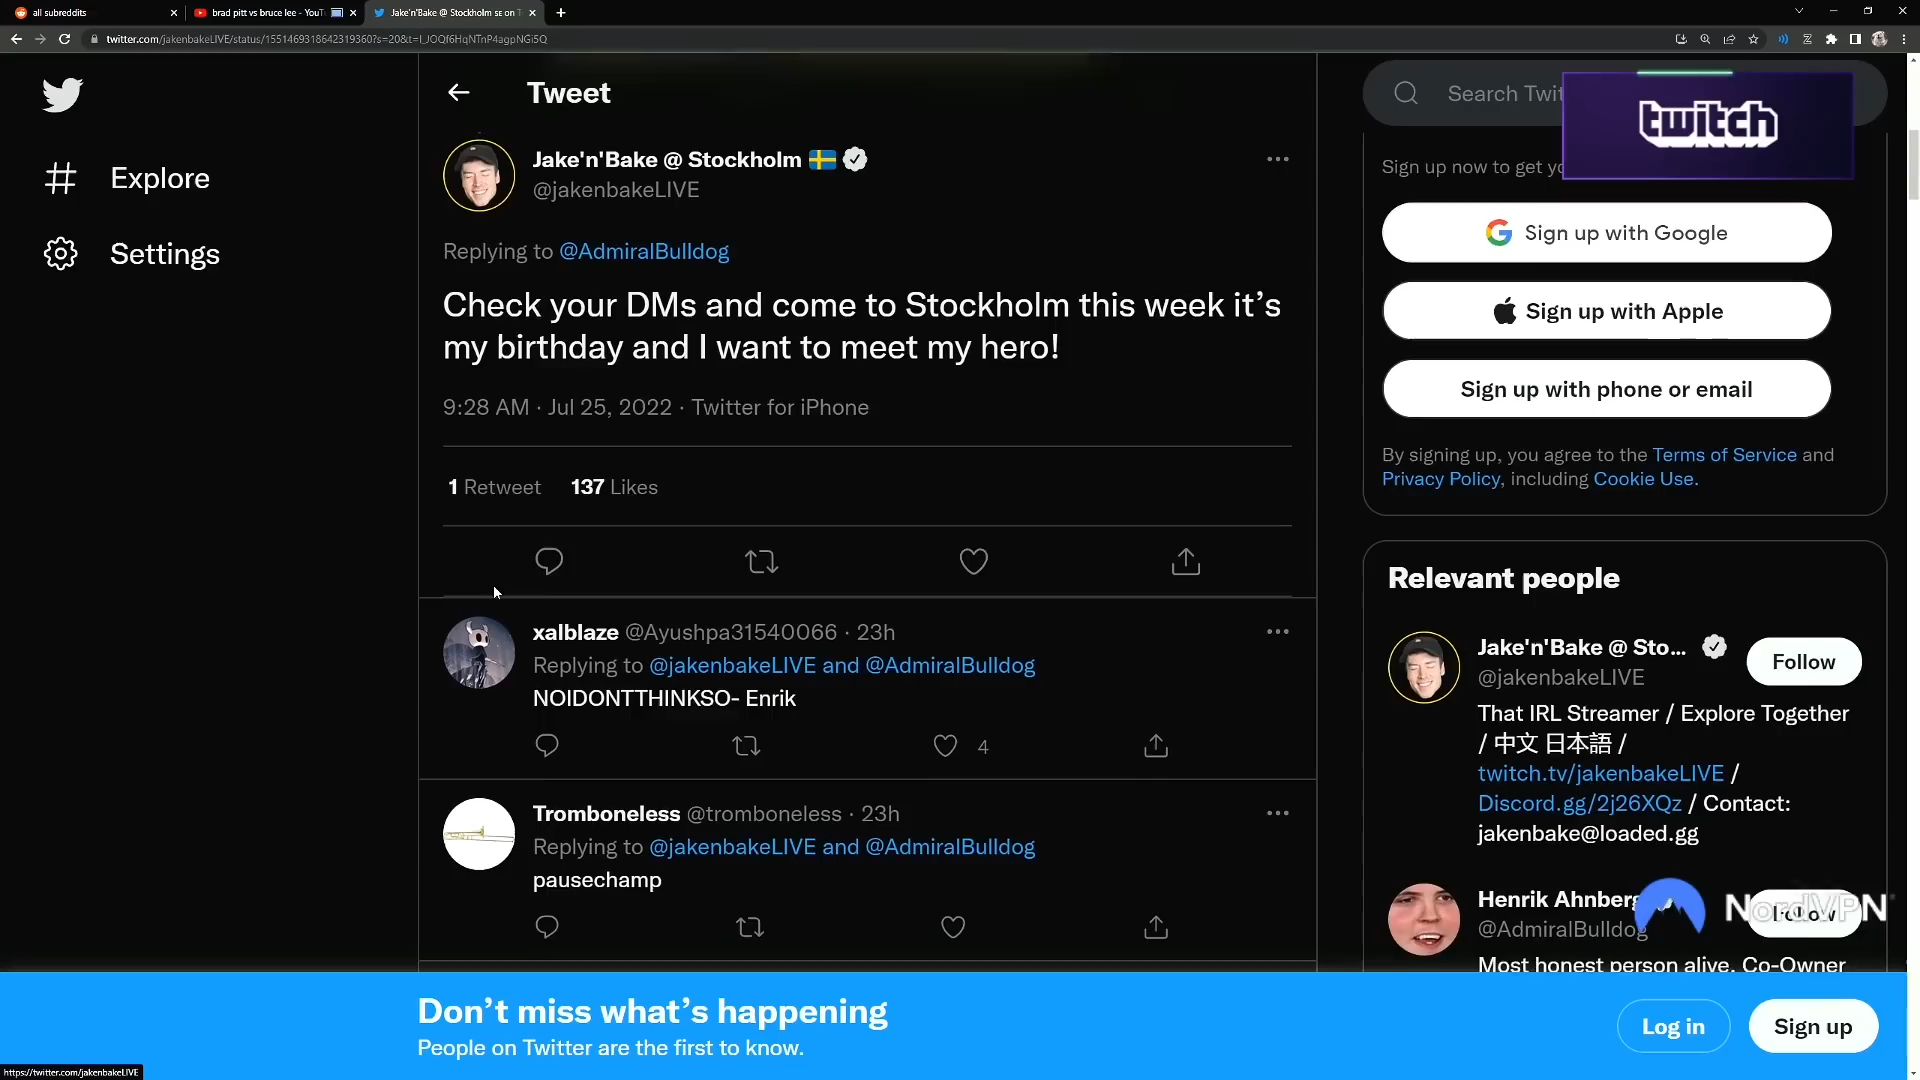 all subreddits
brad pitt vs bruce lee - YouTu
Jake'n'Bake @ Stockholm SE on T
twitter.com/jakenbakeLIVE/status/1551469318642319360?s=20&t=I_JOQf6HqNTnP4agpNGi5Q
Explore
Settings
Tweet
Jake'n'Bake @ Stockholm 🇸🇪
@jakenbakeLIVE
Replying to @AdmiralBulldog
Check your DMs and come to Stockholm this week it’s
my birthday and I want to meet my hero!
9:28 AM · Jul 25, 2022 · Twitter for iPhone
1 Retweet 137 Likes
xalblaze @Ayushpa31540066 · 23h
Replying to @jakenbakeLIVE and @AdmiralBulldog
NOIDONTTHINKSO- Enrik
4
Tromboneless @tromboneless · 23h
Replying to @jakenbakeLIVE and @AdmiralBulldog
pausechamp
Search Twit
twitch
Sign up now to get yo
Sign up with Google
Sign up with Apple
Sign up with phone or email
By signing up, you agree to the Terms of Service and
Privacy Policy, including Cookie Use.
Relevant people
Jake'n'Bake @ Sto...
@jakenbakeLIVE
Follow
That IRL Streamer / Explore Together
/ 中文 日本語 /
twitch.tv/jakenbakeLIVE /
Discord.gg/2j26XQz / Contact:
jakenbake@loaded.gg
Henrik Ahnberg
@AdmiralBulldog
Follow
NordVPN
Most honest person alive. Co-Owner
Don’t miss what’s happening
People on Twitter are the first to know.
Log in
Sign up
https://twitter.com/jakenbakeLIVE